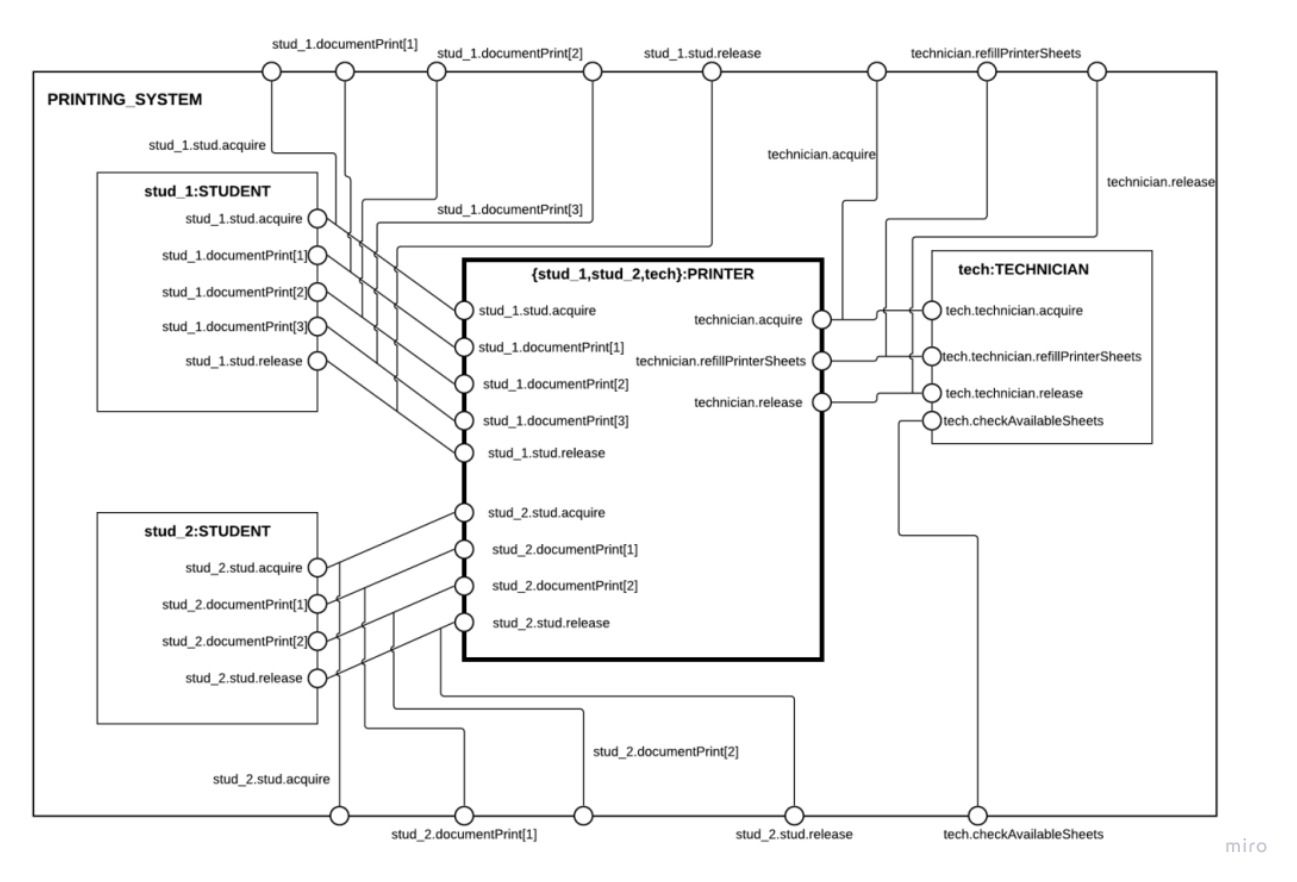 stud_1.documentPrint[1]
stud_1.documentPrint[2]
stud_1.stud.release
technician.refillPrinterSheets
PRINTING_SYSTEM
stud_1.stud.acquire
technician.acquire
technician.release
stud_1.documentPrint[3]
stud_1:STUDENT
stud_1.stud.acquire
stud_1.documentPrint[1]
stud_1.documentPrint[2]
stud_1.documentPrint[3]
stud_1.stud.release
{stud_1,stud_2,tech}:PRINTER
stud_1.stud.acquire
stud_1.documentPrint[1]
stud_1.documentPrint[2]
stud_1.documentPrint[3]
stud_1.stud.release
stud_2.stud.acquire
stud_2.documentPrint[1]
stud_2.documentPrint[2]
stud_2.stud.release
technician.acquire
technician.refillPrinterSheets
technician.release
tech:TECHNICIAN
tech.technician.acquire
tech.technician.refillPrinterSheets
tech.technician.release
tech.checkAvailableSheets
stud_2:STUDENT
stud_2.stud.acquire
stud_2.documentPrint[1]
stud_2.documentPrint[2]
stud_2.stud.release
stud_2.documentPrint[2]
stud_2.stud.acquire
stud_2.documentPrint[1]
stud_2.stud.release
tech.checkAvailableSheets
miro